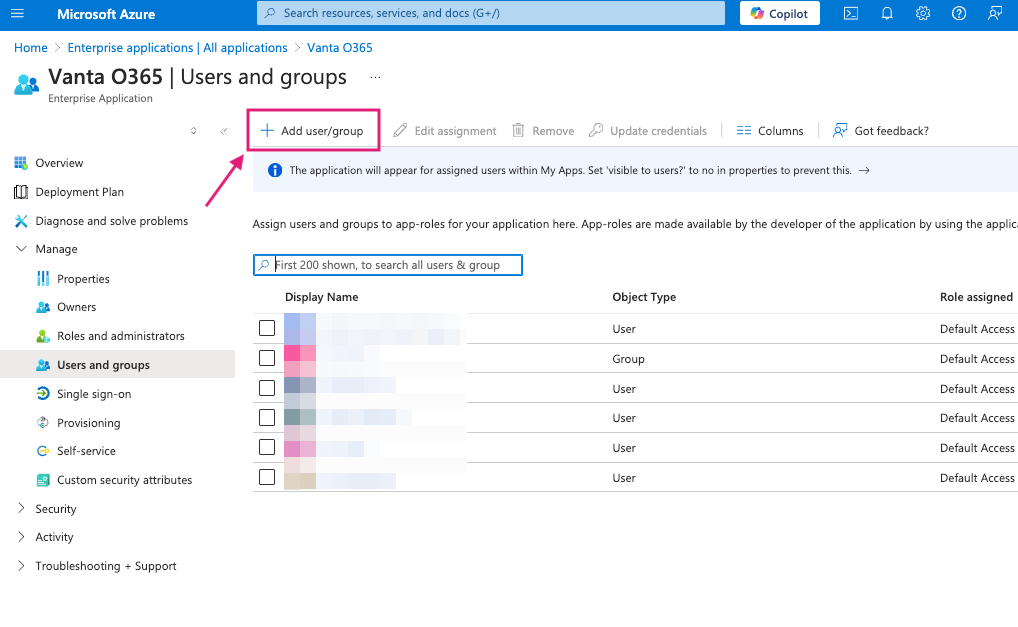 Microsoft Azure
Search resources, services, and docs (G+/)
Copilot
Home > Enterprise applications | All applications > Vanta O365
Vanta O365 | Users and groups ...
Enterprise Application
Add user/group
Edit assignment
Remove
Update credentials
Columns
Got feedback?
The application will appear for assigned users within My Apps. Set 'visible to users?' to no in properties to prevent this. →
Assign users and groups to app-roles for your application here. App-roles are made available by the developer of the application by using the applic
First 200 shown, to search all users & group
Display Name Object Type Role assigned
User Default Access
Group Default Access
User Default Access
User Default Access
User Default Access
User Default Access
Overview
Deployment Plan
Diagnose and solve problems
Manage
Properties
Owners
Roles and administrators
Users and groups
Single sign-on
Provisioning
Self-service
Custom security attributes
Security
Activity
Troubleshooting + Support